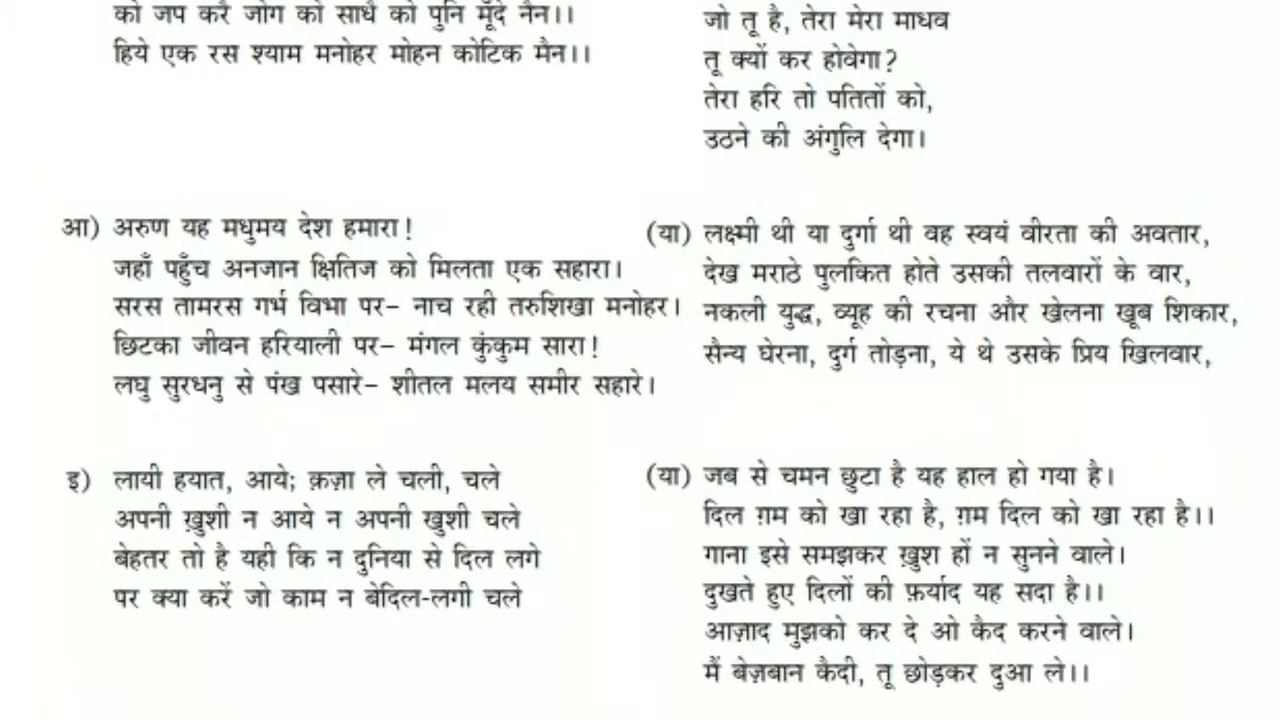 को जप करै जोग को साधै को पुनि मूँदे नैन।।
हिये एक रस श्याम मनोहर मोहन कोटिक मैन।।
जो तू है, तेरा मेरा माधव
तू क्यों कर होवेगा?
तेरा हरि तो पतितों को,
उठने की अंगुलि देगा।
आ) अरुण यह मधुमय देश हमारा!
जहाँ पहुँच अनजान क्षितिज को मिलता एक सहारा।
सरस तामरस गर्भ विभा पर– नाच रही तरुशिखा मनोहर।
छिटका जीवन हरियाली पर– मंगल कुंकुम सारा!
लघु सुरधनु से पंख पसारे– शीतल मलय समीर सहारे।
(या) लक्ष्मी थी या दुर्गा थी वह स्वयं वीरता की अवतार,
देख मराठे पुलकित होते उसकी तलवारों के वार,
नकली युद्ध, व्यूह की रचना और खेलना खूब शिकार,
सैन्य घेरना, दुर्ग तोड़ना, ये थे उसके प्रिय खिलवार,
इ) लायी हयात, आये; क़ज़ा ले चली, चले
अपनी ख़ुशी न आये न अपनी ख़ुशी चले
बेहतर तो है यही कि न दुनिया से दिल लगे
पर क्या करें जो काम न बेदिल-लगी चले
(या) जब से चमन छुटा है यह हाल हो गया है।
दिल ग़म को खा रहा है, ग़म दिल को खा रहा है।।
गाना इसे समझकर ख़ुश हों न सुनने वाले।
दुखते हुए दिलों की फ़र्याद यह सदा है।।
आज़ाद मुझको कर दे ओ कैद करने वाले।
मैं बेज़बान कैदी, तू छोड़कर दुआ ले।।